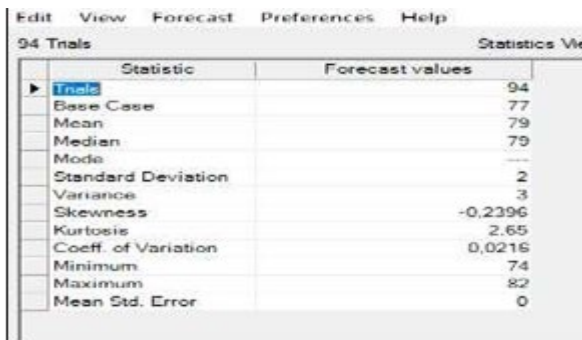 Edit View Forecast Preferences Help
94 Trials Statistics Vie
Statistic Forecast values
Trials 94
Base Case 77
Mean 79
Median 79
Mode ---
Standard Deviation 2
Variance 3
Skewness -0,2396
Kurtosis 2.65
Coeff. of Variation 0,0216
Minimum 74
Maximum 82
Mean Std. Error 0